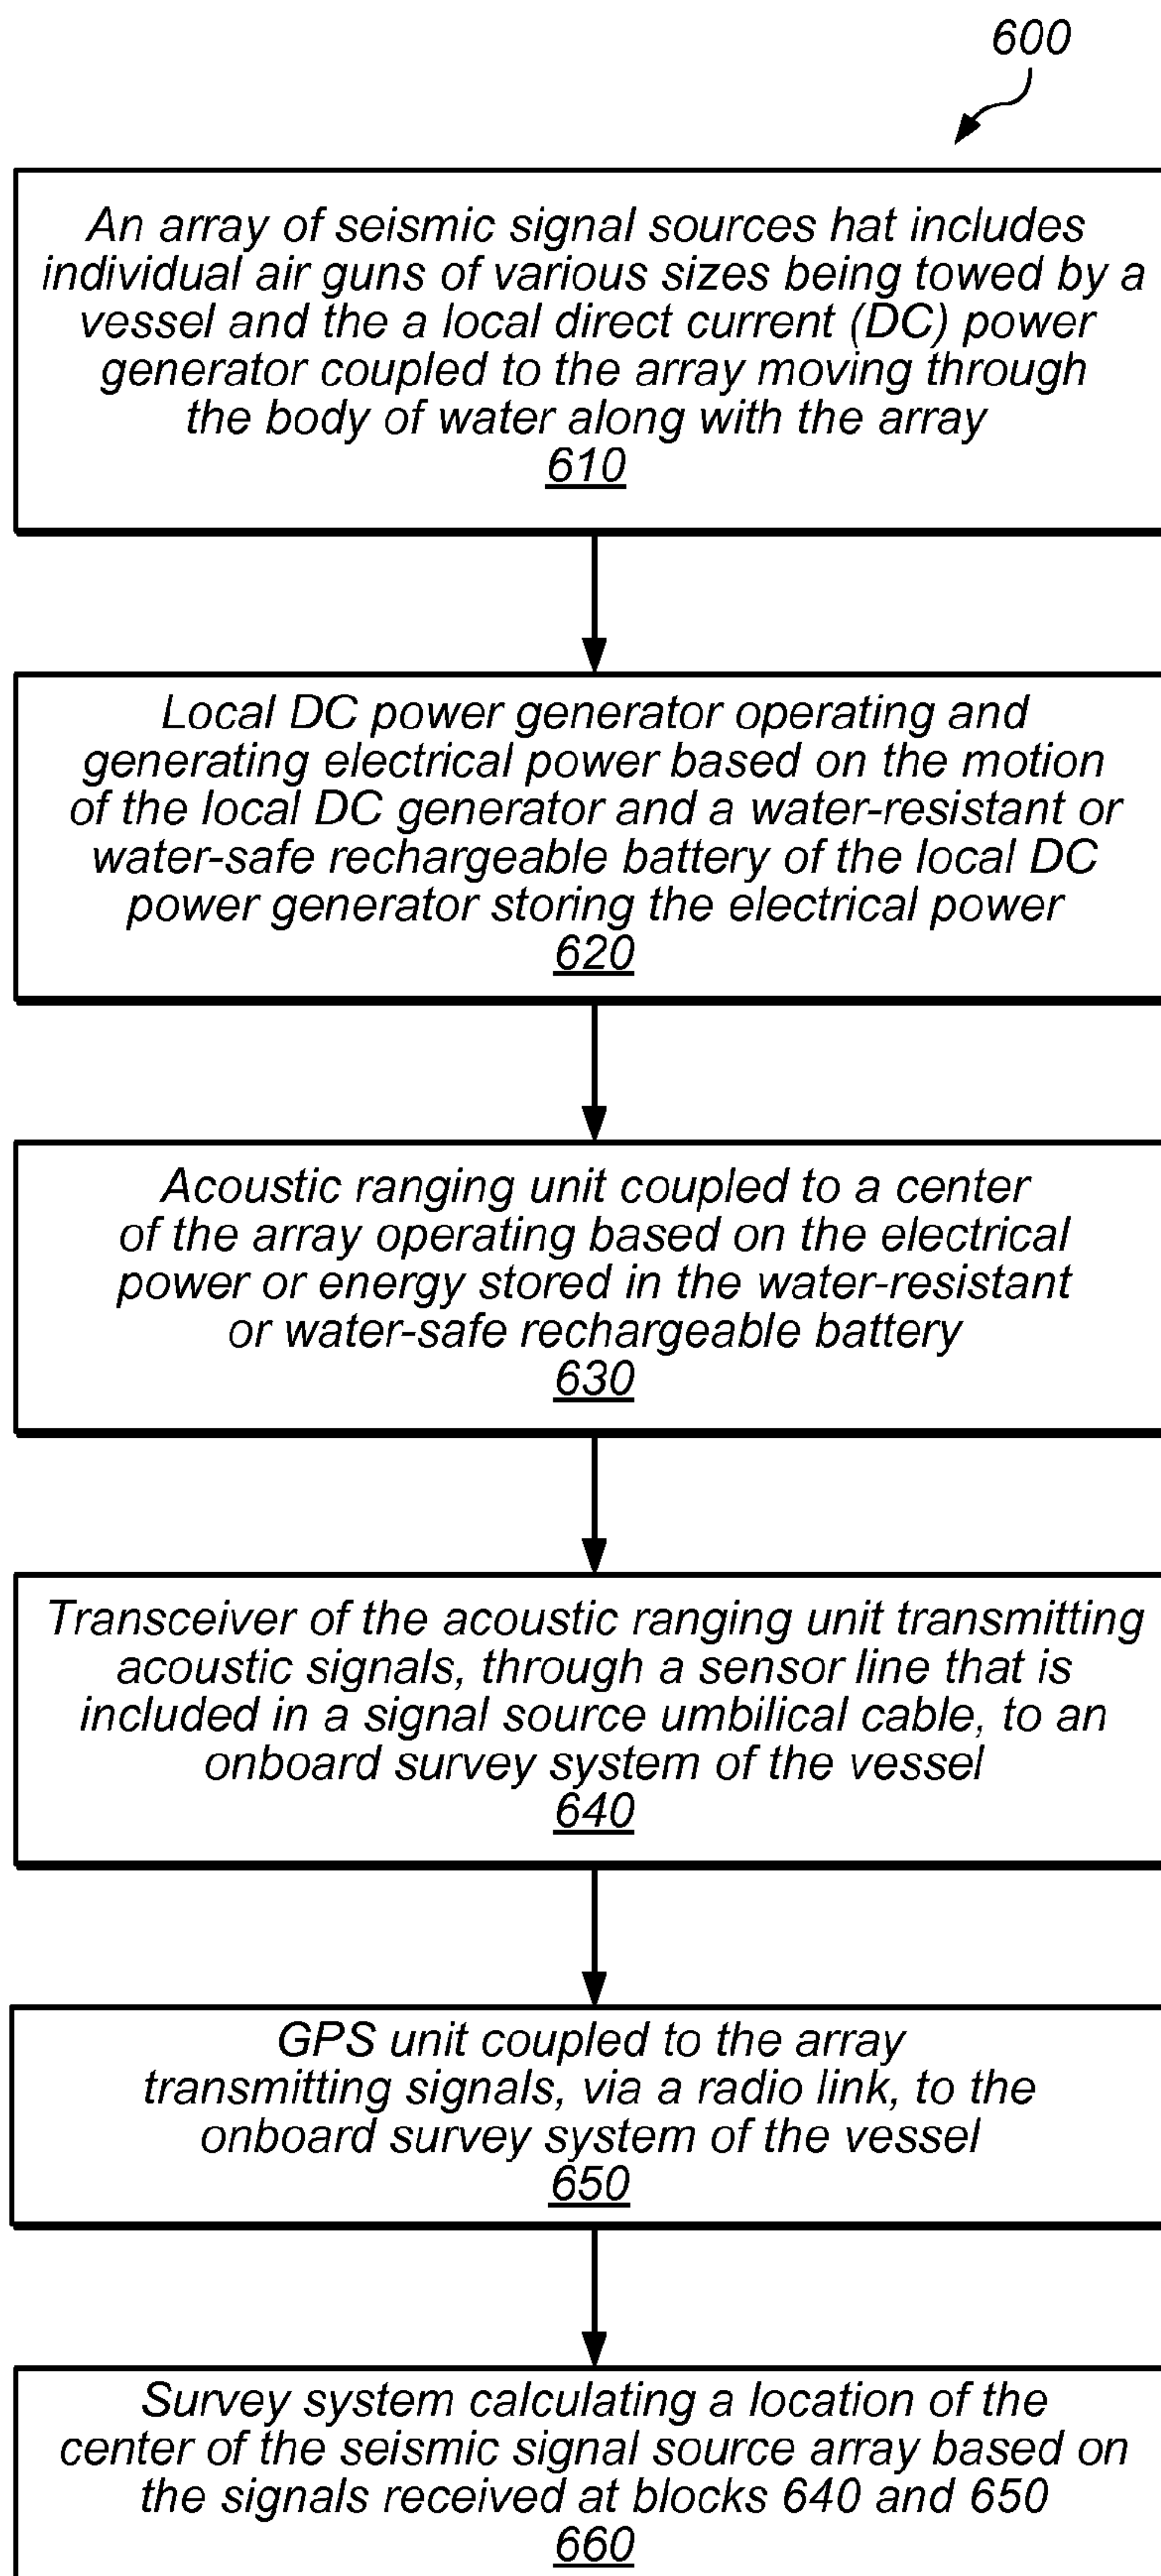 600
An array of seismic signal sources hat includes
individual air guns of various sizes being towed by a
vessel and the a local direct current (DC) power
generator coupled to the array moving through
the body of water along with the array
610
Local DC power generator operating and
generating electrical power based on the motion
of the local DC generator and a water-resistant or
water-safe rechargeable battery of the local DC
power generator storing the electrical power
620
Acoustic ranging unit coupled to a center
of the array operating based on the electrical
power or energy stored in the water-resistant
or water-safe rechargeable battery
630
Transceiver of the acoustic ranging unit transmitting
acoustic signals, through a sensor line that is
included in a signal source umbilical cable, to an
onboard survey system of the vessel
640
GPS unit coupled to the array
transmitting signals, via a radio link, to the
onboard survey system of the vessel
650
Survey system calculating a location of the
center of the seismic signal source array based on
the signals received at blocks 640 and 650
660